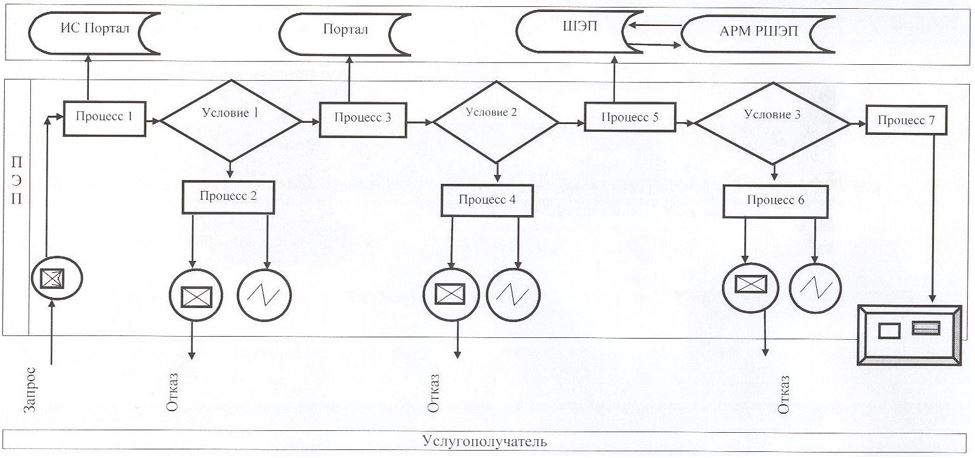 ИС Портал
Портал
ШЭП
АРМ РШЭП
ПЭП
Процесс 1
Условие 1
Процесс 3
Условие 2
Процесс 5
Условие 3
Процесс 7
Процесс 2
Процесс 4
Процесс 6
Запрос
Отказ
Отказ
Отказ
Услугополучатель